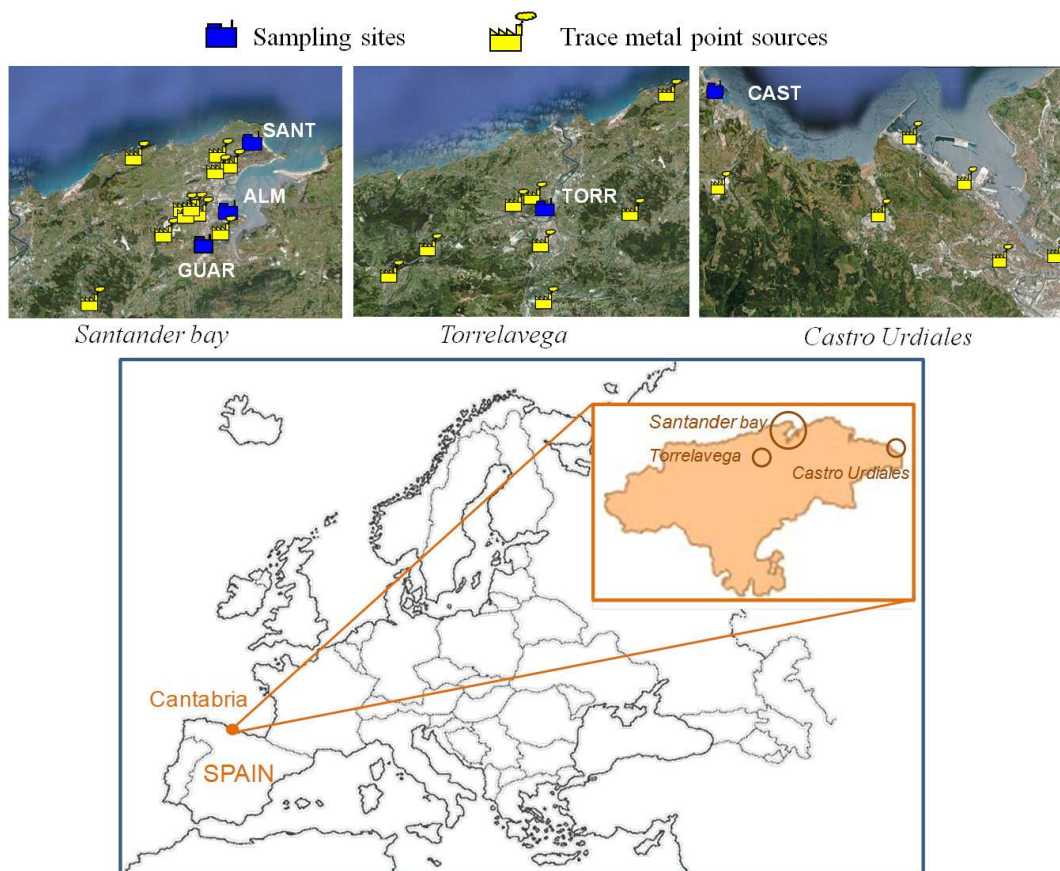 Sampling sites
Trace metal point sources
SANT
ALM
GUAR
TORR
CAST
Santander bay
Torrelavega
Castro Urdiales
Santander bay
Torrelavega
Castro Urdiales
Cantabria
SPAIN